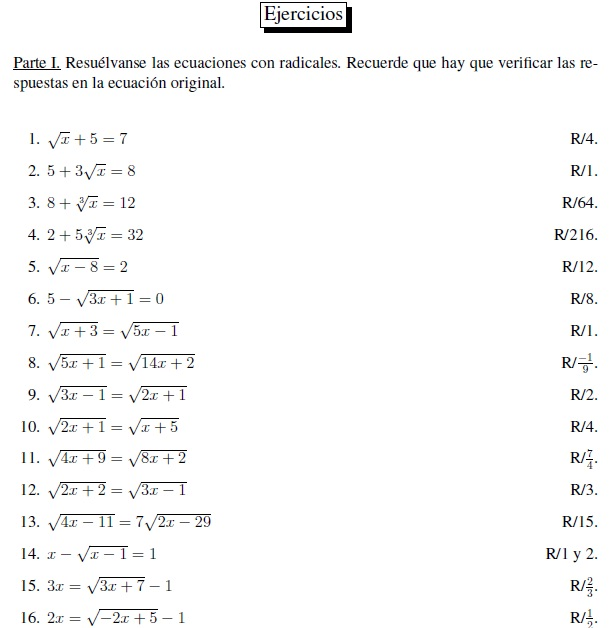 Ejercicios
Parte I. Resuélvanse las ecuaciones con radicales. Recuerde que hay que verificar las re-
spuestas en la ecuación original.
1. √x + 5 = 7 R/4.
2. 5 + 3√x = 8 R/1.
3. 8 + ∛x = 12 R/64.
4. 2 + 5∛x = 32 R/216.
5. √(x − 8) = 2 R/12.
6. 5 − √(3x + 1) = 0 R/8.
7. √(x + 3) = √(5x − 1) R/1.
8. √(5x + 1) = √(14x + 2) R/(−1/9).
9. √(3x − 1) = √(2x + 1) R/2.
10. √(2x + 1) = √(x + 5) R/4.
11. √(4x + 9) = √(8x + 2) R/(7/4).
12. √(2x + 2) = √(3x − 1) R/3.
13. √(4x − 11) = 7√(2x − 29) R/15.
14. x − √(x − 1) = 1 R/1 y 2.
15. 3x = √(3x + 7) − 1 R/(2/3).
16. 2x = √(−2x + 5) − 1 R/(1/2).